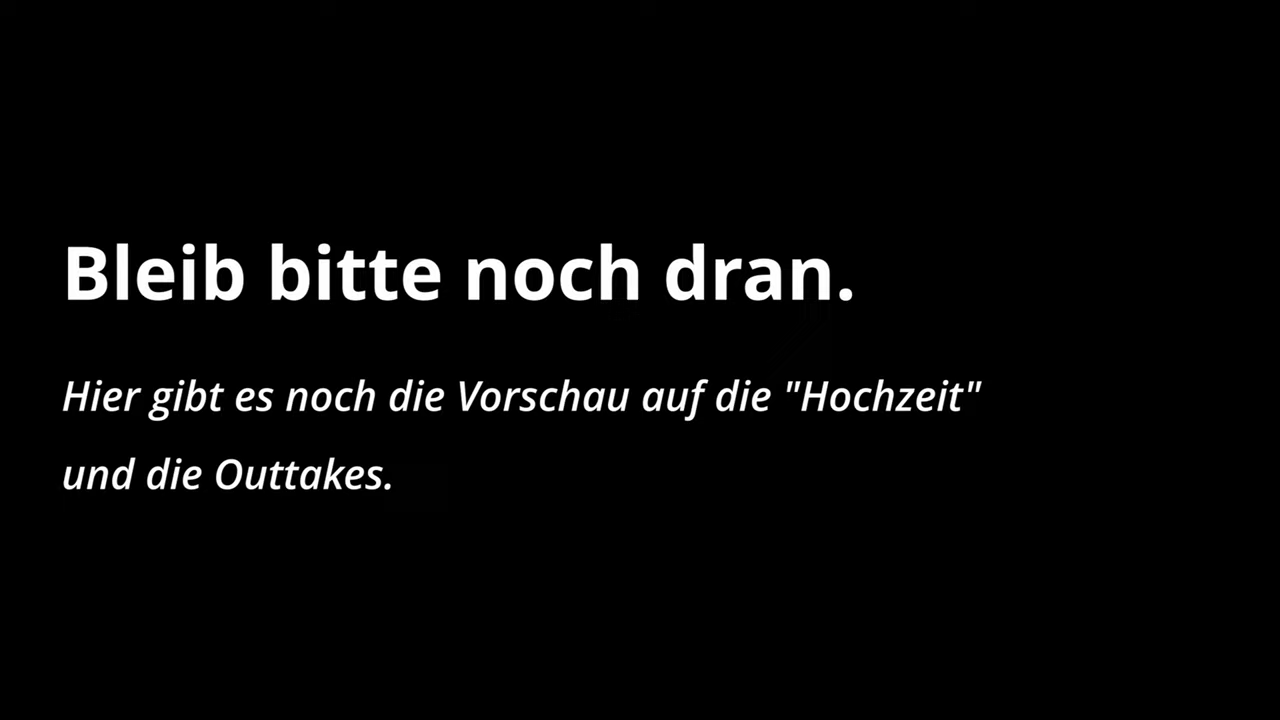 Bleib bitte noch dran.
Hier gibt es noch die Vorschau auf die "Hochzeit"
und die Outtakes.